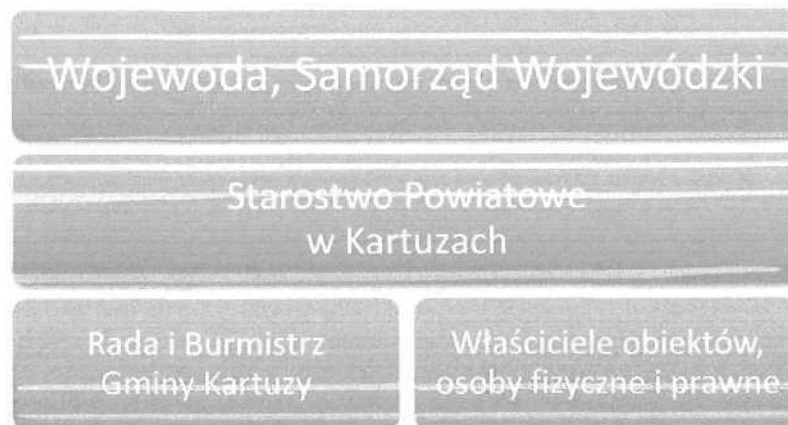 Wojewoda, Samorząd Wojewódzki
Starostwo Powiatowe
w Kartuzach
Rada i Burmistrz
Gminy Kartuzy
Właściciele obiektów,
osoby fizyczne i prawne